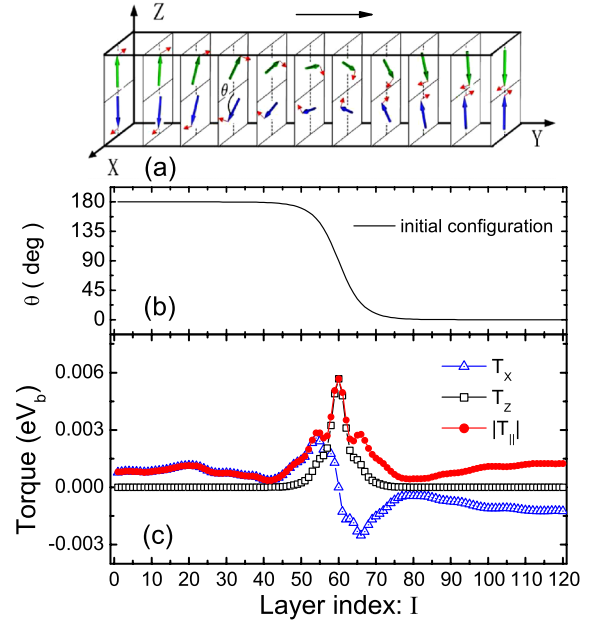 Z
θ
X
Y
(a)
180
135
90
45
0
θ ( deg )
initial configuration
(b)
0.006
0.003
0.000
-0.003
Torque (eV_b)
T_X
T_Z
|T_{||}|
(c)
0 10 20 30 40 50 60 70 80 90 100 110 120
Layer index: I